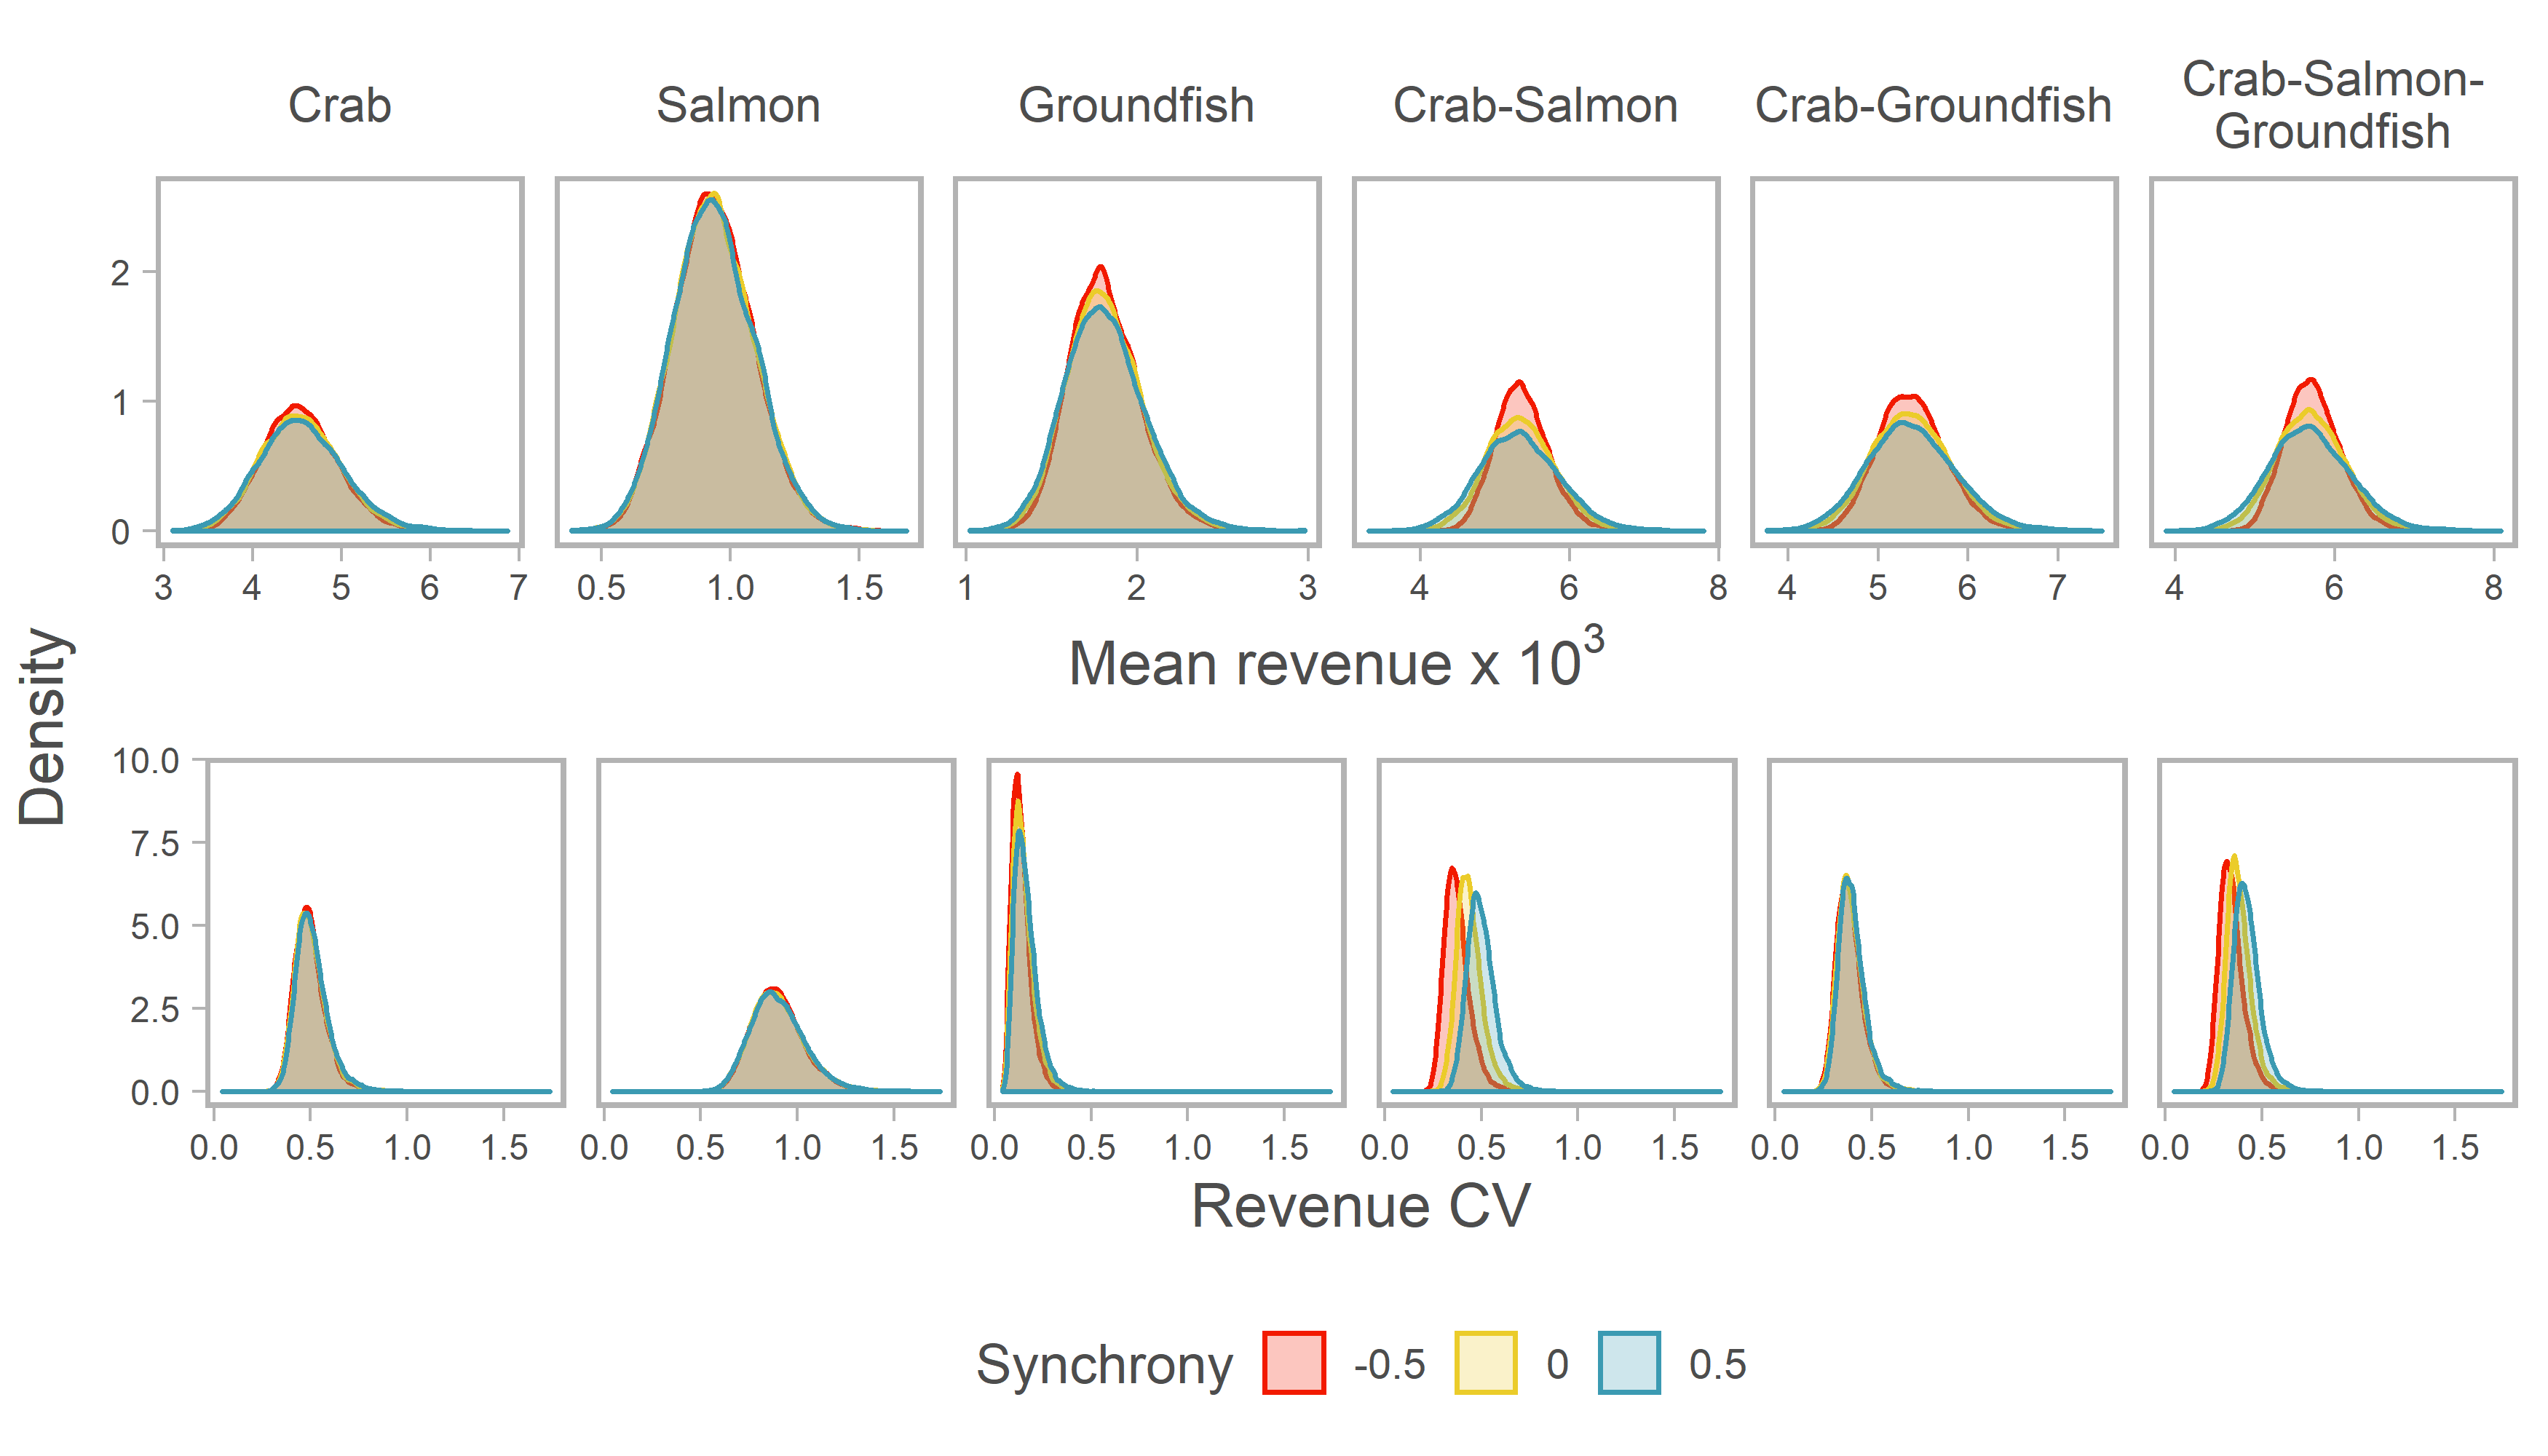 Crab Salmon Groundfish Crab-Salmon Crab-Groundfish Crab-Salmon-
Groundfish
2
1
0
3 4 5 6 7 0.5 1.0 1.5 1 2 3 4 6 8 4 5 6 7 4 6 8
Mean revenue x 10³
Density
10.0
7.5
5.0
2.5
0.0
0.0 0.5 1.0 1.5 0.0 0.5 1.0 1.5 0.0 0.5 1.0 1.5 0.0 0.5 1.0 1.5 0.0 0.5 1.0 1.5 0.0 0.5 1.0 1.5
Revenue CV
Synchrony -0.5 0 0.5